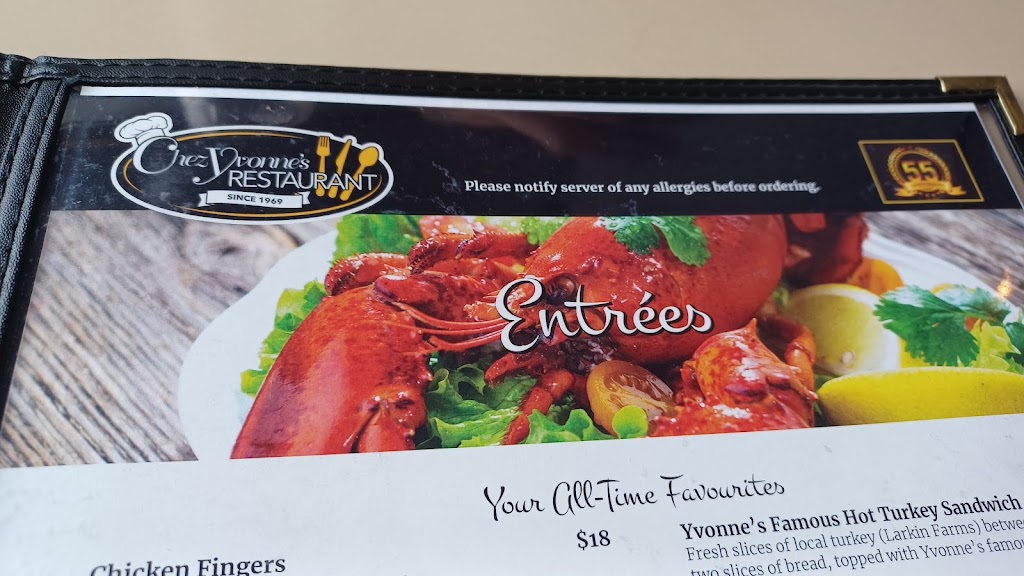 Chez Yvonne's
RESTAURANT
SINCE 1969
Please notify server of any allergies before ordering.
55
Entrées
Your All-Time Favourites
Chicken Fingers
$18
Yvonne's Famous Hot Turkey Sandwich
Fresh slices of local turkey (Larkin Farms) betwe
two slices of bread, topped with Yvonne's famou